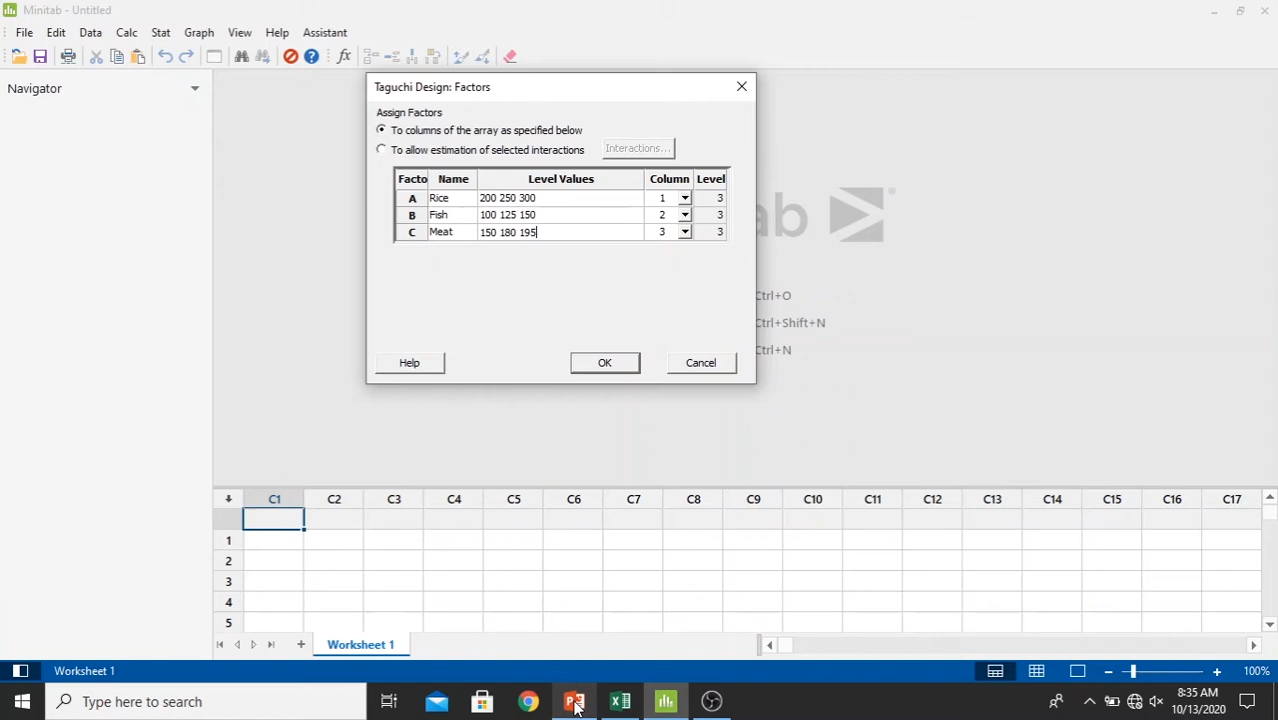 Minitab - Untitled
File Edit Data Calc Stat Graph View Help Assistant
fx
Navigator
Taguchi Design: Factors
Assign Factors
To columns of the array as specified below
To allow estimation of selected interactions Interactions...
Facto Name Level Values Column Level
A Rice 200 250 300 1 3
B Fish 100 125 150 2 3
C Meat 150 180 195 3 3
Help OK Cancel
ab
Ctrl+O
Ctrl+Shift+N
Ctrl+N
C1 C2 C3 C4 C5 C6 C7 C8 C9 C10 C11 C12 C13 C14 C15 C16 C17
1
2
3
4
5
Worksheet 1
Worksheet 1 100%
Type here to search
8:35 AM
10/13/2020